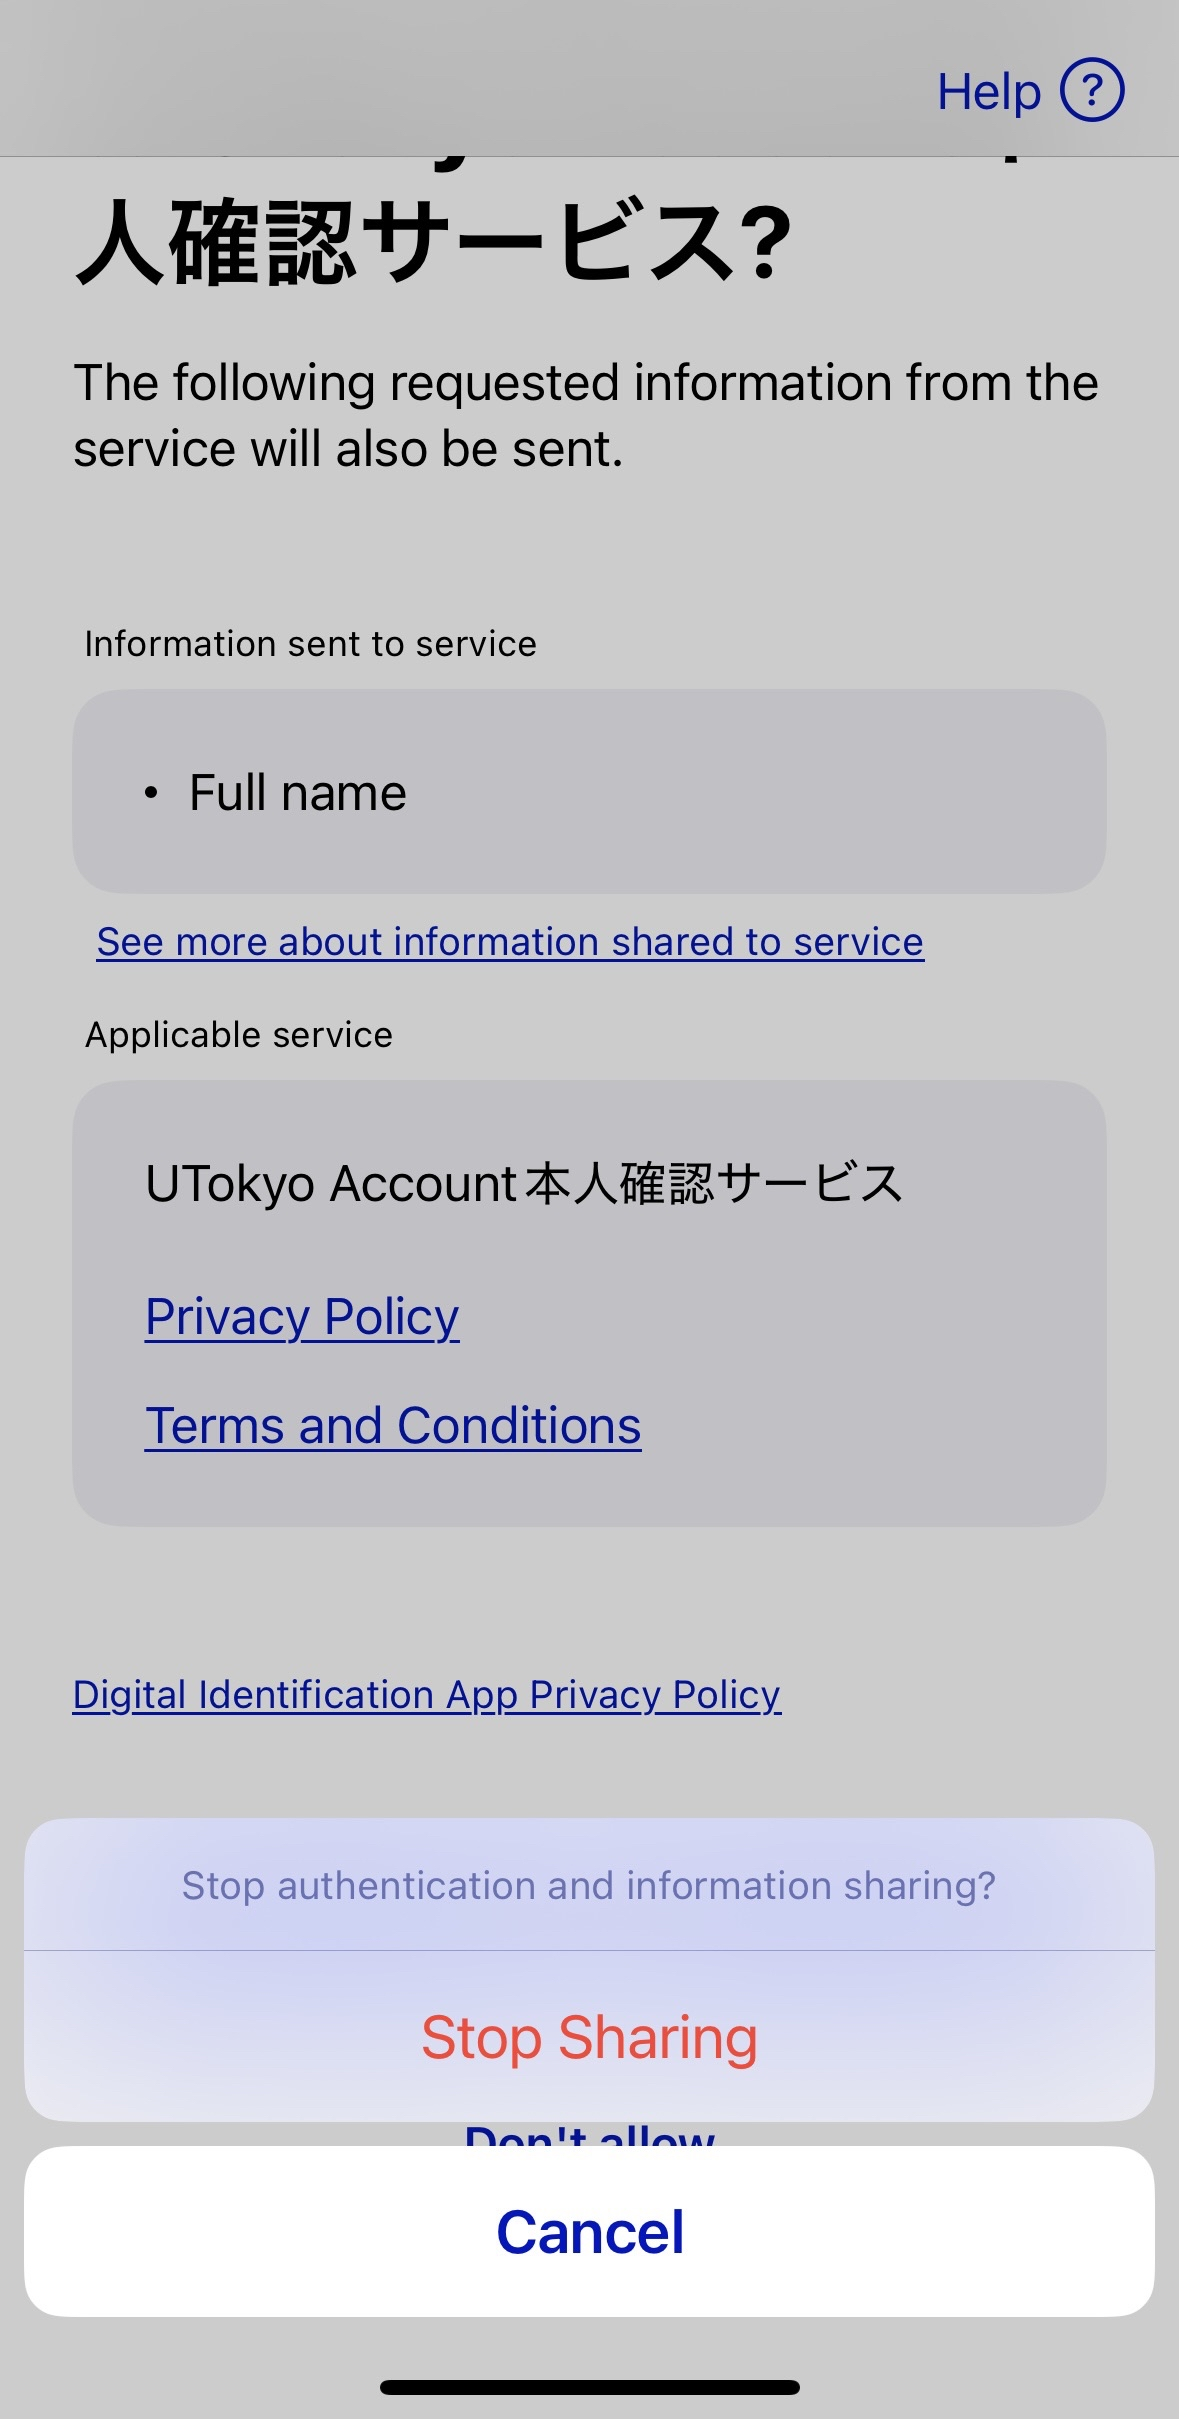 Help ?
人確認サービス?
The following requested information from the
service will also be sent.
Information sent to service
• Full name
See more about information shared to service
Applicable service
UTokyo Account本人確認サービス
Privacy Policy
Terms and Conditions
Digital Identification App Privacy Policy
Stop authentication and information sharing?
Stop Sharing
Don't allow
Cancel